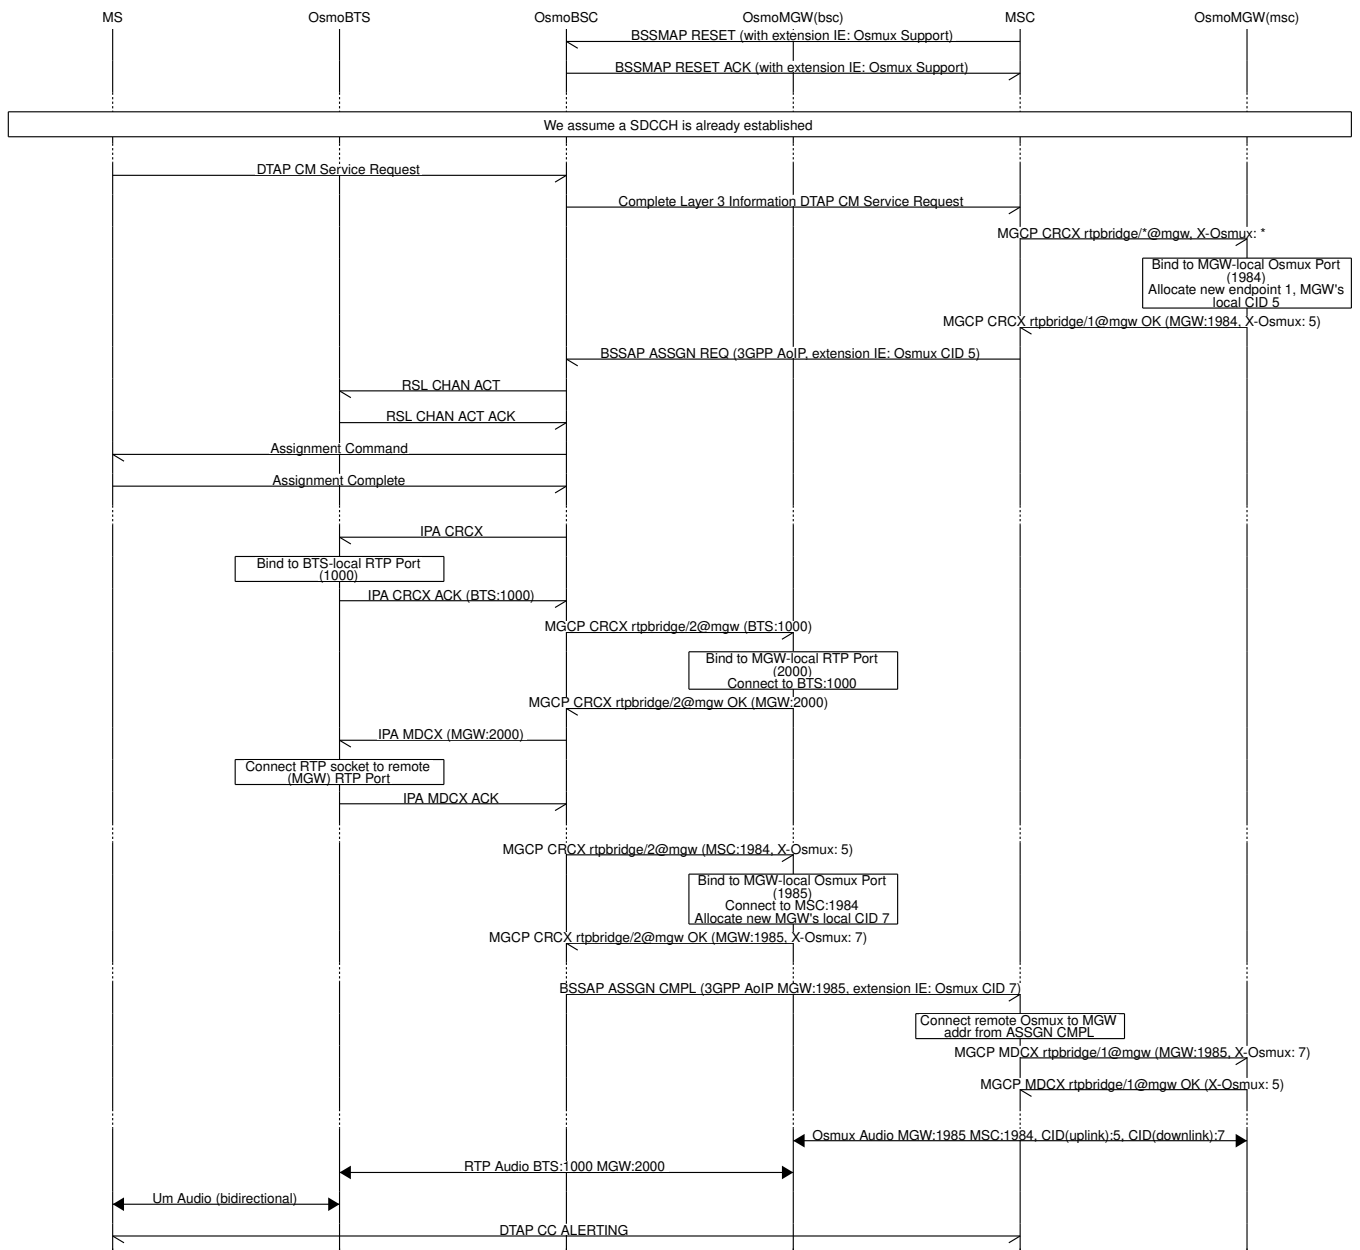 MS OsmoBTS OsmoBSC OsmoMGW(bsc) MSC OsmoMGW(msc)
BSSMAP RESET (with extension IE: Osmux Support)
BSSMAP RESET ACK (with extension IE: Osmux Support)
We assume a SDCCH is already established
DTAP CM Service Request
Complete Layer 3 Information DTAP CM Service Request
MGCP CRCX rtpbridge/*@mgw, X-Osmux: *
Bind to MGW-local Osmux Port
(1984)
Allocate new endpoint 1, MGW's
local CID 5
MGCP CRCX rtpbridge/1@mgw OK (MGW:1984, X-Osmux: 5)
BSSAP ASSGN REQ (3GPP AoIP, extension IE: Osmux CID 5)
RSL CHAN ACT
RSL CHAN ACT ACK
Assignment Command
Assignment Complete
IPA CRCX
Bind to BTS-local RTP Port
(1000)
IPA CRCX ACK (BTS:1000)
MGCP CRCX rtpbridge/2@mgw (BTS:1000)
Bind to MGW-local RTP Port
(2000)
Connect to BTS:1000
MGCP CRCX rtpbridge/2@mgw OK (MGW:2000)
IPA MDCX (MGW:2000)
Connect RTP socket to remote
(MGW) RTP Port
IPA MDCX ACK
MGCP CRCX rtpbridge/2@mgw (MSC:1984, X-Osmux: 5)
Bind to MGW-local Osmux Port
(1985)
Connect to MSC:1984
Allocate new MGW's local CID 7
MGCP CRCX rtpbridge/2@mgw OK (MGW:1985, X-Osmux: 7)
BSSAP ASSGN CMPL (3GPP AoIP MGW:1985, extension IE: Osmux CID 7)
Connect remote Osmux to MGW
addr from ASSGN CMPL
MGCP MDCX rtpbridge/1@mgw (MGW:1985, X-Osmux: 7)
MGCP MDCX rtpbridge/1@mgw OK (X-Osmux: 5)
Osmux Audio MGW:1985 MSC:1984, CID(uplink):5, CID(downlink):7
RTP Audio BTS:1000 MGW:2000
Um Audio (bidirectional)
DTAP CC ALERTING